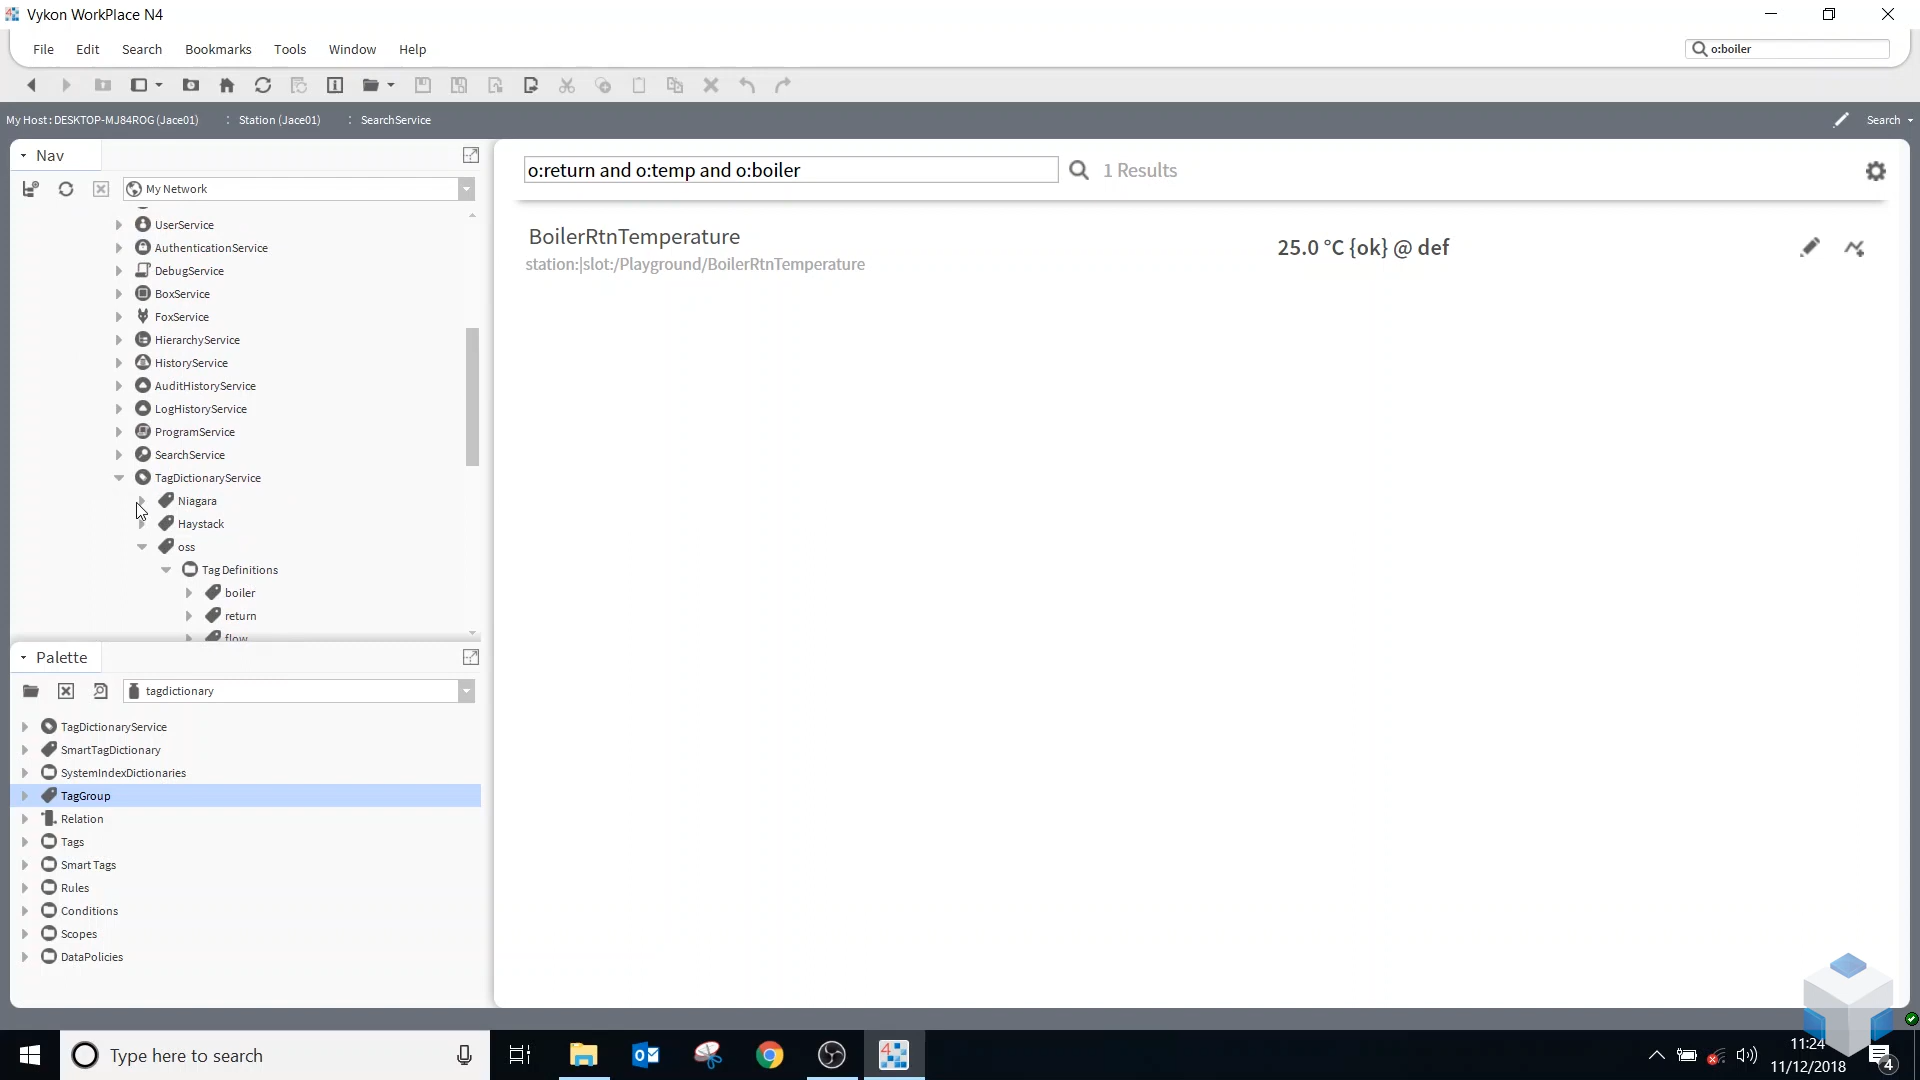 Vykon WorkPlace N4
File Edit Search Bookmarks Tools Window Help
o:boiler
My Host : DESKTOP-MJ84ROG (Jace01) : Station (Jace01) : SearchService
Search
Nav
My Network
UserService
AuthenticationService
DebugService
BoxService
FoxService
HierarchyService
HistoryService
AuditHistoryService
LogHistoryService
ProgramService
SearchService
TagDictionaryService
Niagara
Haystack
oss
Tag Definitions
boiler
return
flow
Palette
tagdictionary
TagDictionaryService
SmartTagDictionary
SystemIndexDictionaries
TagGroup
Relation
Tags
Smart Tags
Rules
Conditions
Scopes
DataPolicies
o:return and o:temp and o:boiler
1 Results
BoilerRtnTemperature
station:|slot:/Playground/BoilerRtnTemperature
25.0 °C {ok} @ def
Type here to search
11:24
11/12/2018
4